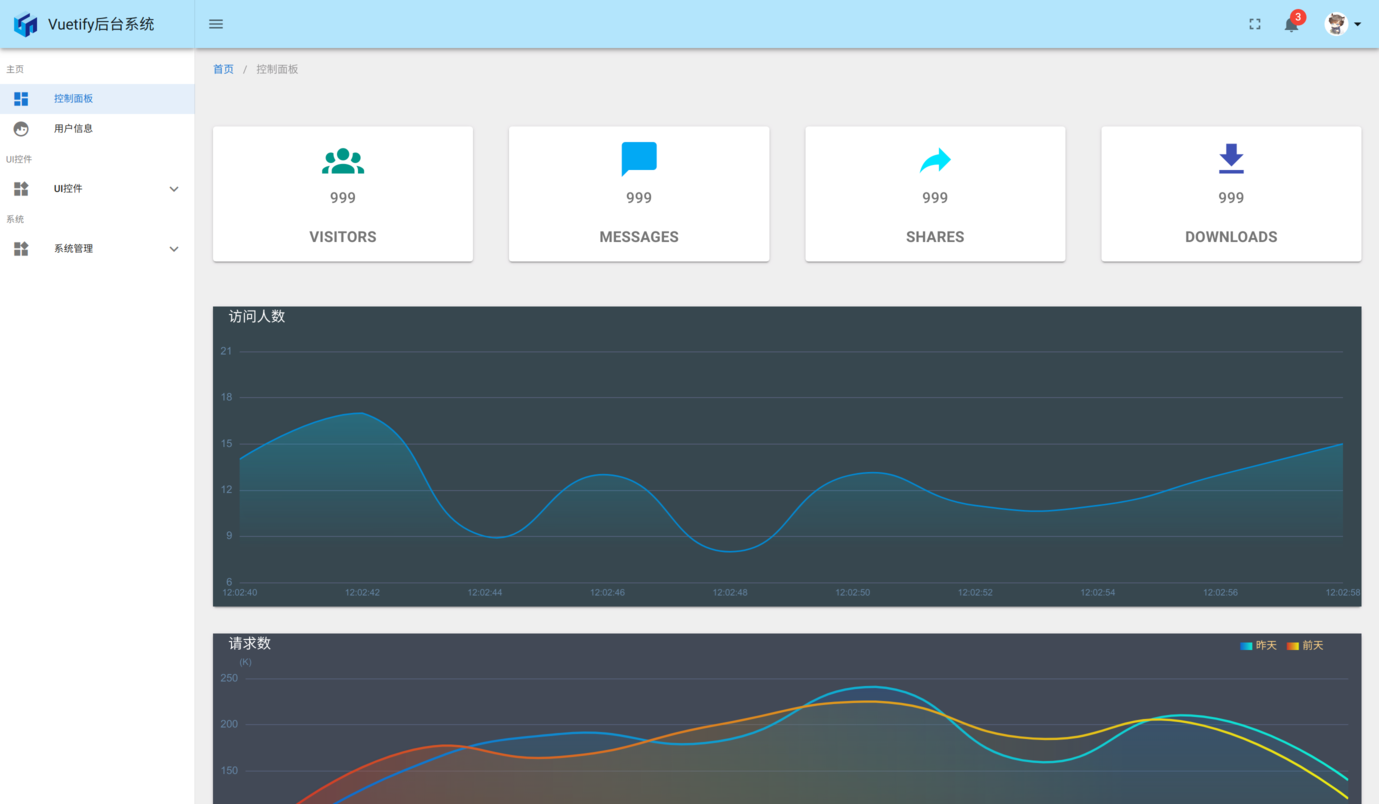 Vuetify后台系统
3
主页
控制面板
用户信息
UI控件
UI控件
系统
系统管理
首页 / 控制面板
999
VISITORS
999
MESSAGES
999
SHARES
999
DOWNLOADS
访问人数
21
18
15
12
9
6
12:02:40 12:02:42 12:02:44 12:02:46 12:02:48 12:02:50 12:02:52 12:02:54 12:02:56 12:02:58
请求数
昨天 前天
(K)
250
200
150